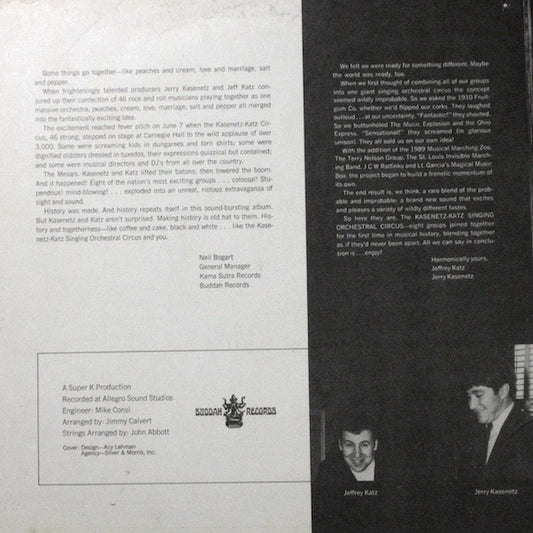 Some things go together—like peaches and cream, love and marriage, salt
and pepper.
When frighteningly talented producers Jerry Kasenetz and Jeff Katz con-
jured up their confection of 46 rock and roll musicians playing together as one
massive orchestra, peaches, cream, love, marriage, salt and pepper all merged
into the fantastically exciting idea.
The excitement reached fever pitch on June 7 when the Kasenetz-Katz Cir-
cus, 46 strong, stepped on stage at Carnegie Hall to the wild applause of over
3,000. Some were screaming kids in dungarees and torn shirts; some were
dignified oldsters dressed in tuxedos, their expressions quizzical but contained;
and some were musical directors and DJ's from all over the country.
The Messrs. Kasenetz and Katz lifted their batons; then lowered the boom.
And it happened! Eight of the nation's most exciting groups . . . colossal! Stu-
pendous! mind-blowing! . . . exploded into an unreal, riotous extravaganza of
sight and sound.
History was made. And history repeats itself in this sound-bursting album.
But Kasenetz and Katz aren't surprised. Making history is old hat to them. His-
tory and togetherness—like coffee and cake, black and white . . . like the Kase-
netz-Katz Singing Orchestral Circus and you.
Neil Bogart
General Manager
Kama Sutra Records
Buddah Records
We felt we were ready for something different. Maybe
the world was ready, too.
When we first thought of combining all of our groups
into one giant singing orchestral circus the concept
seemed wildly improbable. So we asked the 1910 Fruit-
gum Co. whether we'd flipped our corks. They laughed
outloud . . . at our uncertainty. "Fantastic!" they shouted.
So we buttonholed The Music Explosion and the Ohio
Express. "Sensational!" they screamed (in glorious
unison). They all sold us on our own idea!
With the addition of the 1989 Musical Marching Zoo,
The Terry Nelson Group, The St. Louis Invisible March-
ing Band, J C W Ratfinks and Lt. Garcia's Magical Music
Box; the project began to build a frenetic momentum of
its own.
The end result is, we think, a rare blend of the prob-
able and improbable: a brand new sound that excites
and pleases a variety of wildly different tastes.
So here they are, The KASENETZ-KATZ SINGING
ORCHESTRAL CIRCUS—eight groups joined together
for the first time in musical history, blending together
as if they'd never been apart. All we can say in conclu-
sion is . . . enjoy!
Harmonically yours,
Jeffrey Katz
Jerry Kasenetz
A Super K Production
Recorded at Allegro Sound Studios
Engineer: Mike Consi
Arranged by: Jimmy Calvert
Strings Arranged by: John Abbott
Cover: Design—Acy Lehman
Agency—Silver & Morris, Inc.
BUDDAH RECORDS
Jeffrey Katz
Jerry Kasenetz